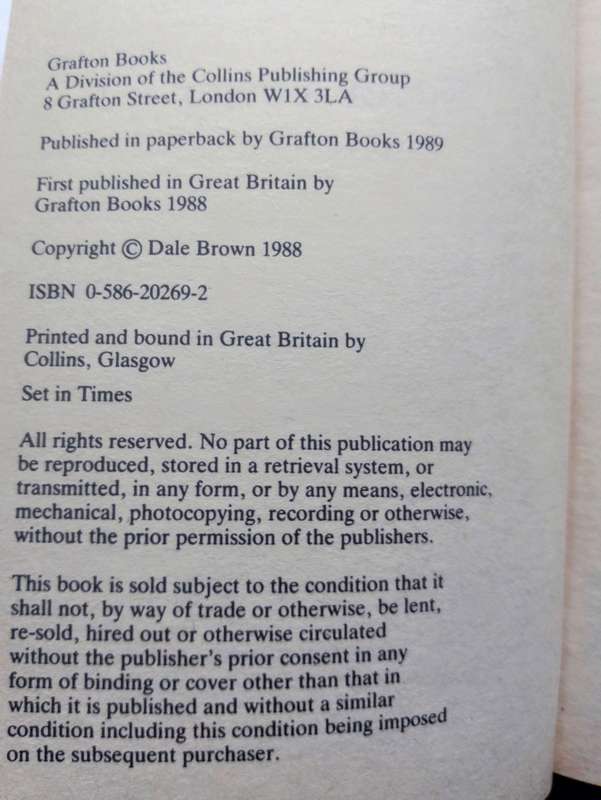 Grafton Books
A Division of the Collins Publishing Group
8 Grafton Street, London W1X 3LA
Published in paperback by Grafton Books 1989
First published in Great Britain by
Grafton Books 1988
Copyright © Dale Brown 1988
ISBN 0-586-20269-2
Printed and bound in Great Britain by
Collins, Glasgow
Set in Times
All rights reserved. No part of this publication may
be reproduced, stored in a retrieval system, or
transmitted, in any form, or by any means, electronic,
mechanical, photocopying, recording or otherwise,
without the prior permission of the publishers.
This book is sold subject to the condition that it
shall not, by way of trade or otherwise, be lent,
re-sold, hired out or otherwise circulated
without the publisher's prior consent in any
form of binding or cover other than that in
which it is published and without a similar
condition including this condition being imposed
on the subsequent purchaser.